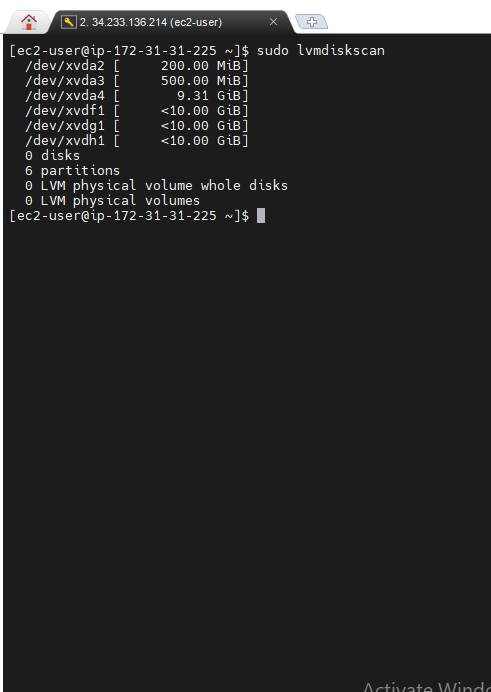 2. 34.233.136.214 (ec2-user)
[ec2-user@ip-172-31-31-225 ~]$ sudo lvmdiskscan
  /dev/xvda2 [     200.00 MiB]
  /dev/xvda3 [     500.00 MiB]
  /dev/xvda4 [       9.31 GiB]
  /dev/xvdf1 [     <10.00 GiB]
  /dev/xvdg1 [     <10.00 GiB]
  /dev/xvdh1 [     <10.00 GiB]
  0 disks
  6 partitions
  0 LVM physical volume whole disks
  0 LVM physical volumes
[ec2-user@ip-172-31-31-225 ~]$
Activate